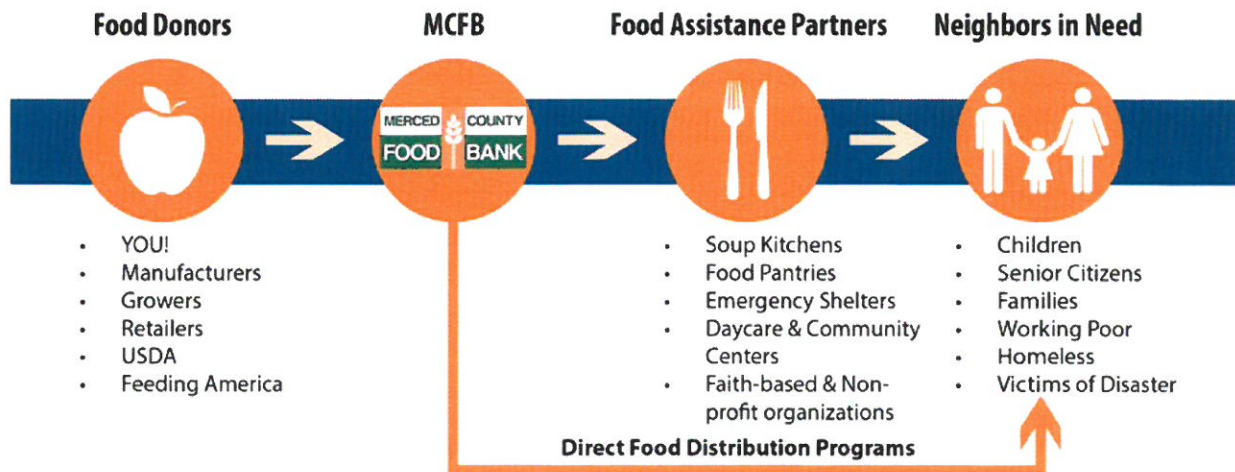 Food Donors
MCFB
Food Assistance Partners
Neighbors in Need
MERCED COUNTY
FOOD BANK
• YOU!
• Manufacturers
• Growers
• Retailers
• USDA
• Feeding America
• Soup Kitchens
• Food Pantries
• Emergency Shelters
• Daycare & Community
Centers
• Faith-based & Non-
profit organizations
• Children
• Senior Citizens
• Families
• Working Poor
• Homeless
• Victims of Disaster
Direct Food Distribution Programs